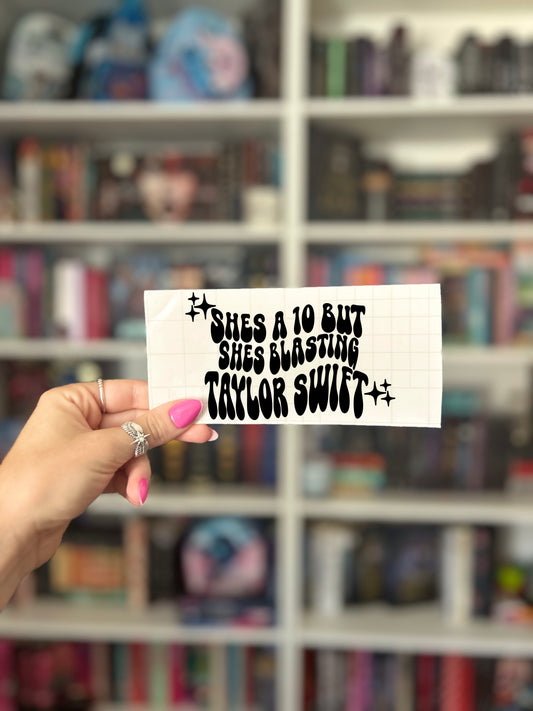 SHES A 10 BUT
SHES BLASTING
TAYLOR SWIFT